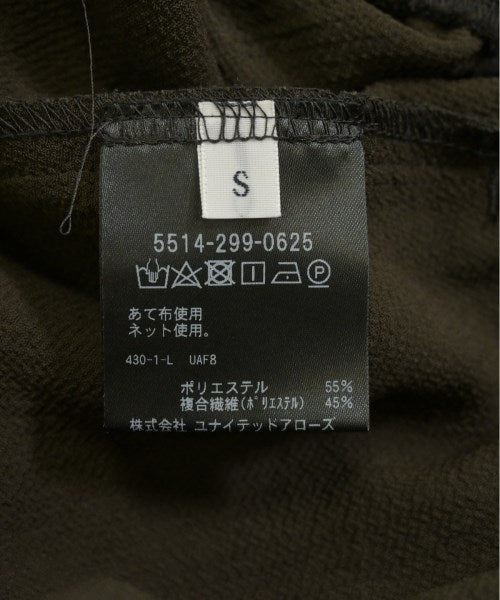 S
5514-299-0625
P
あて布使用
ネット使用。
430-1-L UAF8
ポリエステル 55%
複合繊維(ﾎﾟﾘｴｽﾃﾙ) 45%
株式会社 ユナイテッドアローズ